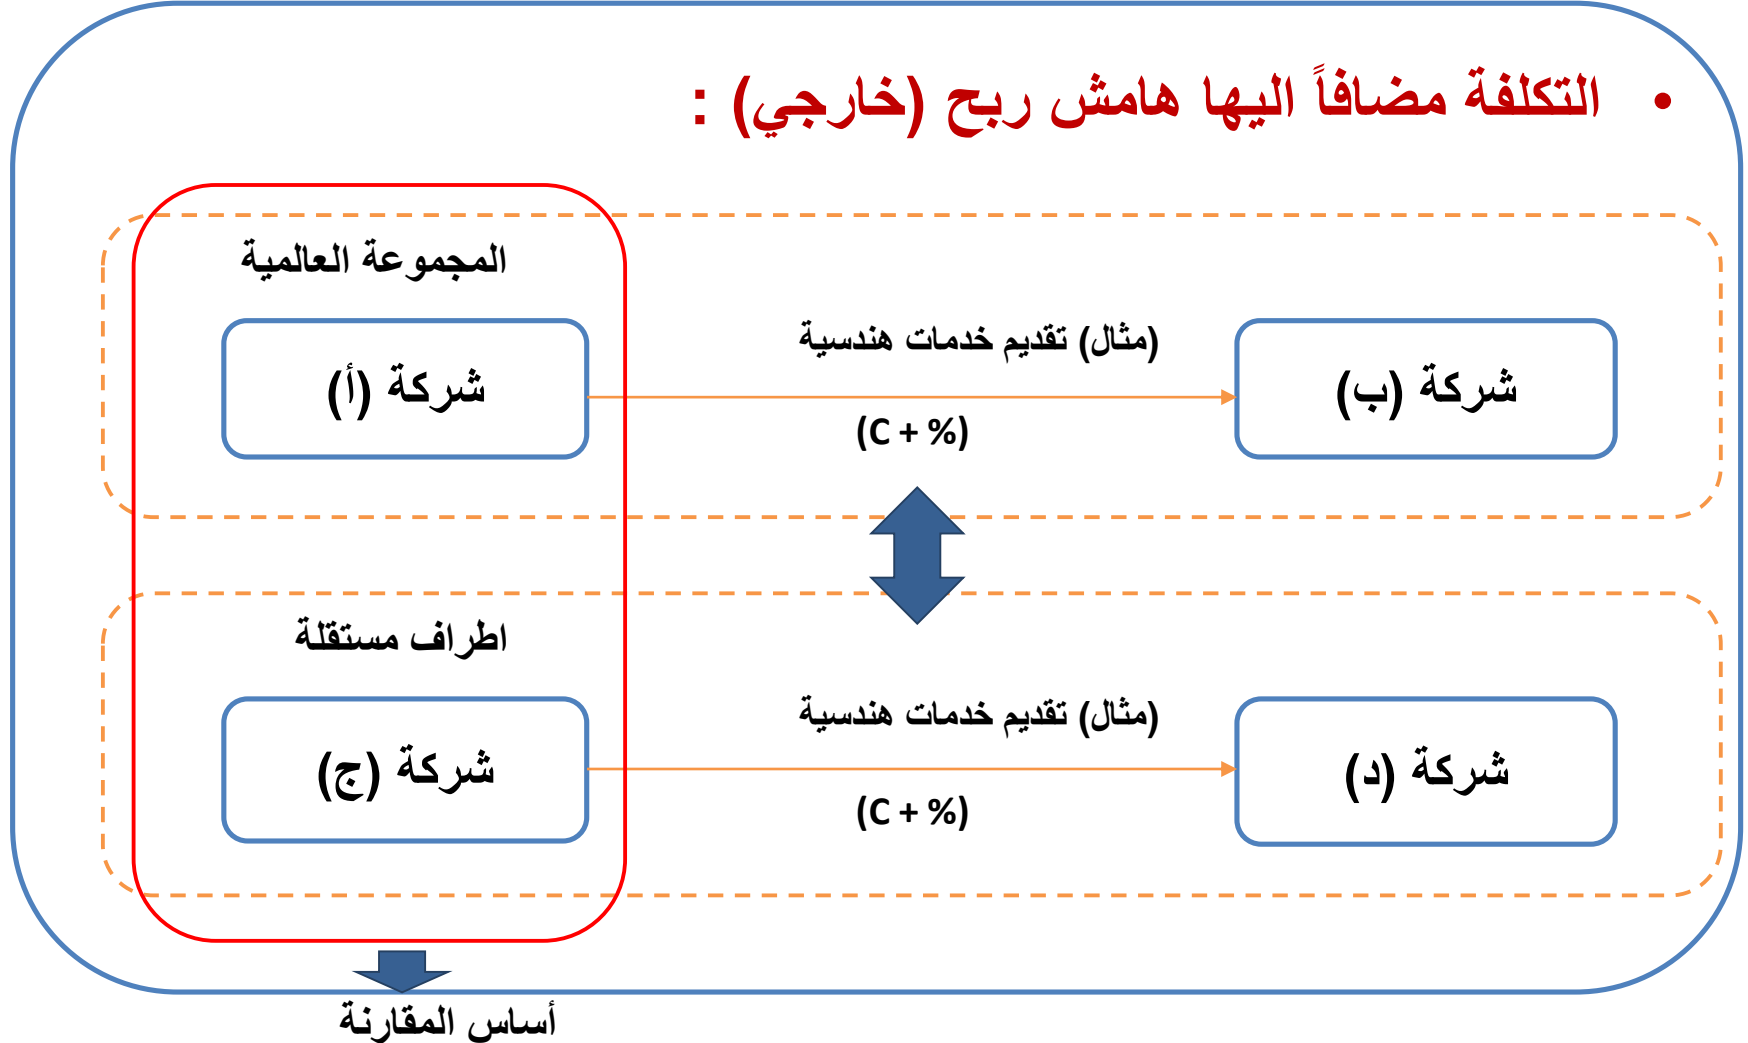 • التكلفة مضافاً اليها هامش ربح (خارجي) :
المجموعة العالمية
(مثال) تقديم خدمات هندسية
شركة (ب)
شركة (أ)
(C + %)
اطراف مستقلة
(مثال) تقديم خدمات هندسية
شركة (د)
شركة (ج)
(C + %)
أساس المقارنة